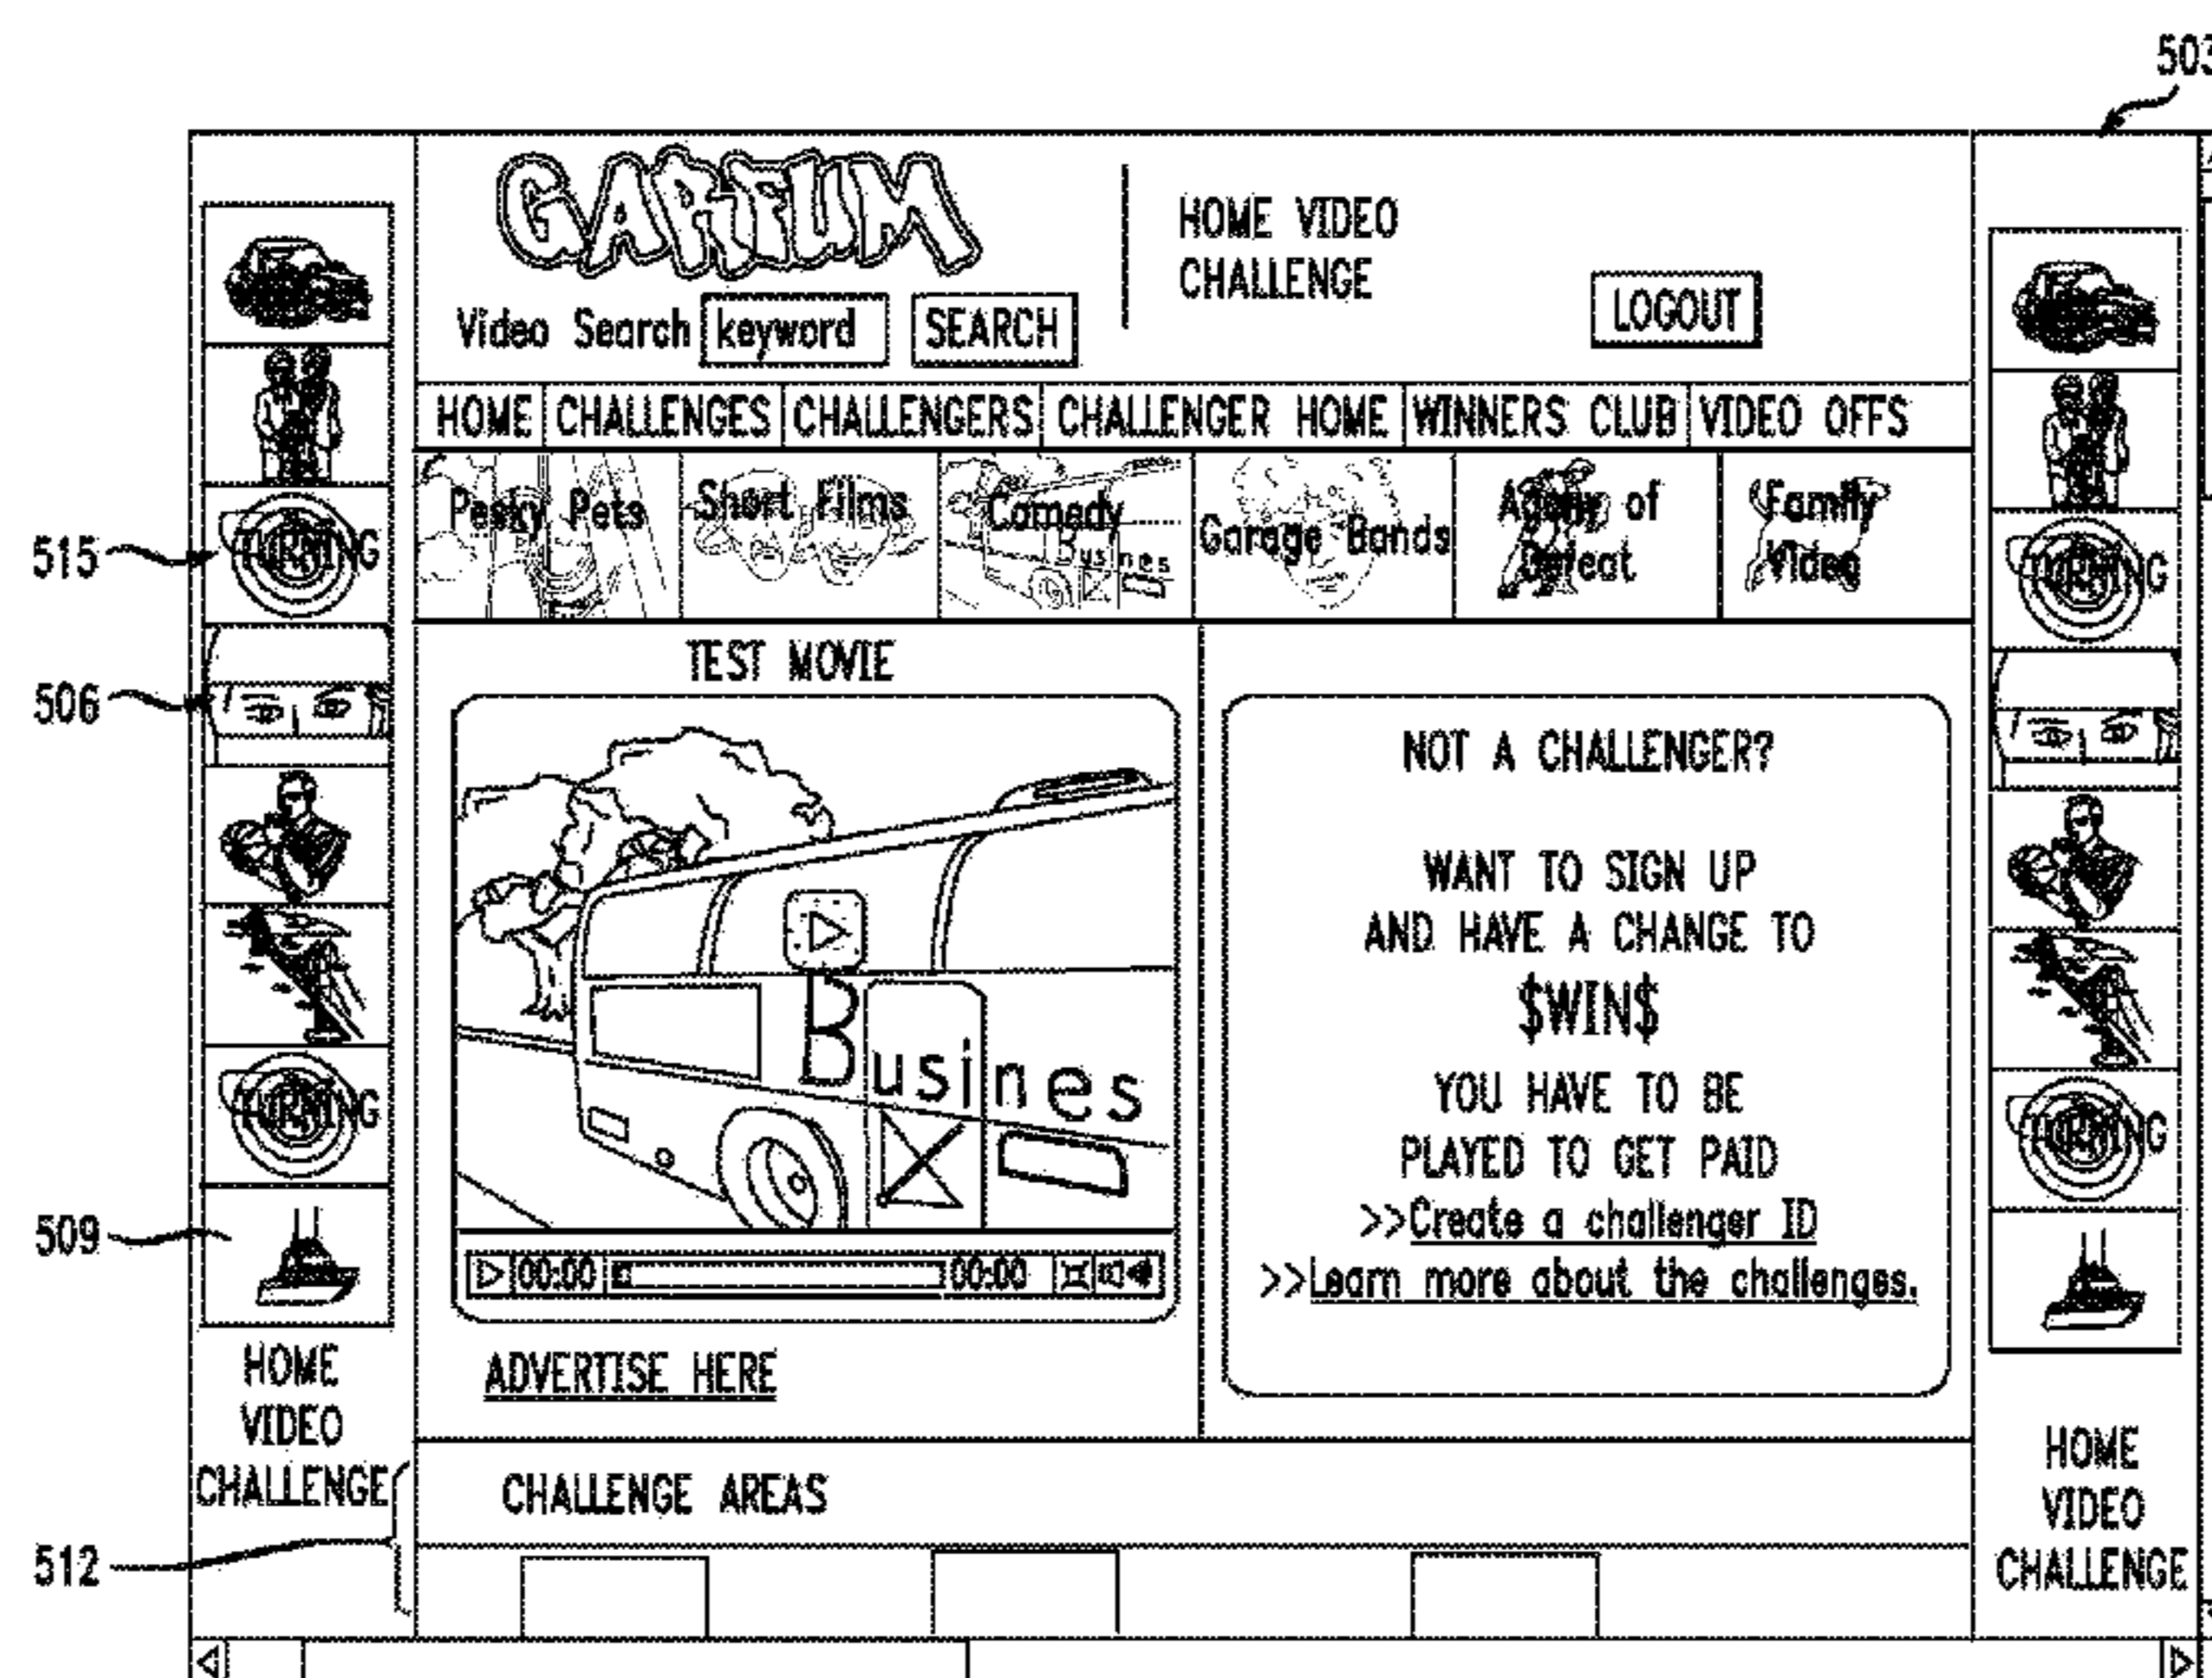 503
GARFUM
HOME VIDEO
CHALLENGE
Video Search keyword SEARCH
LOGOUT
HOME CHALLENGES CHALLENGERS CHALLENGER HOME WINNERS CLUB VIDEO OFFS
Pesky Pets Short Films Comedy Garage Bands Agony of Defeat Family Video
Busines
515
506
509
512
TEST MOVIE
Busines
00:00 00:00
ADVERTISE HERE
NOT A CHALLENGER?
WANT TO SIGN UP
AND HAVE A CHANGE TO
$WIN$
YOU HAVE TO BE
PLAYED TO GET PAID
>>Create a challenger ID
>>Learn more about the challenges.
HOME
VIDEO
CHALLENGE
CHALLENGE AREAS
HOME
VIDEO
CHALLENGE